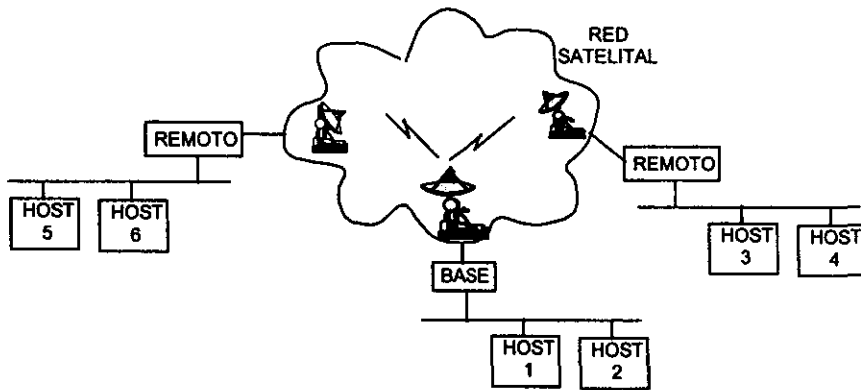 RED
SATELITAL
REMOTO
REMOTO
HOST
5
HOST
6
HOST
3
HOST
4
BASE
HOST
1
HOST
2